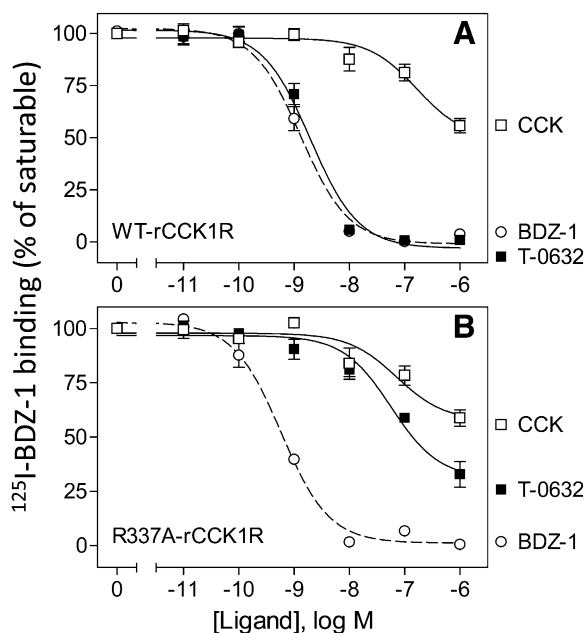 ¹²⁵I-BDZ-1 binding (% of saturable)
A
100
75
50
25
0
WT-rCCK1R
CCK
BDZ-1
T-0632
0 -11 -10 -9 -8 -7 -6
B
100
75
50
25
0
R337A-rCCK1R
CCK
T-0632
BDZ-1
0 -11 -10 -9 -8 -7 -6
[Ligand], log M